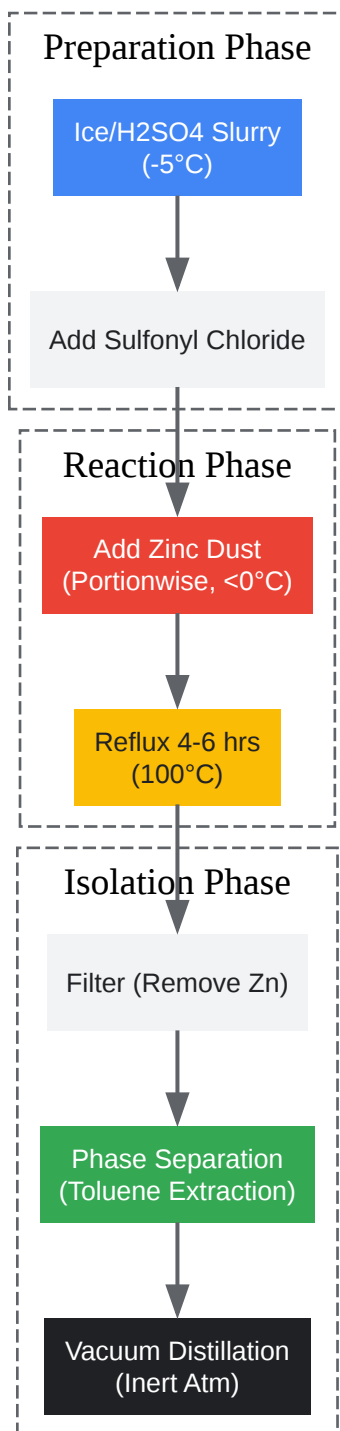 Preparation Phase
Ice/H2SO4 Slurry
(-5°C)
Add Sulfonyl Chloride
Reaction Phase
Add Zinc Dust
(Portionwise, <0°C)
Reflux 4-6 hrs
(100°C)
Isolation Phase
Filter (Remove Zn)
Phase Separation
(Toluene Extraction)
Vacuum Distillation
(Inert Atm)